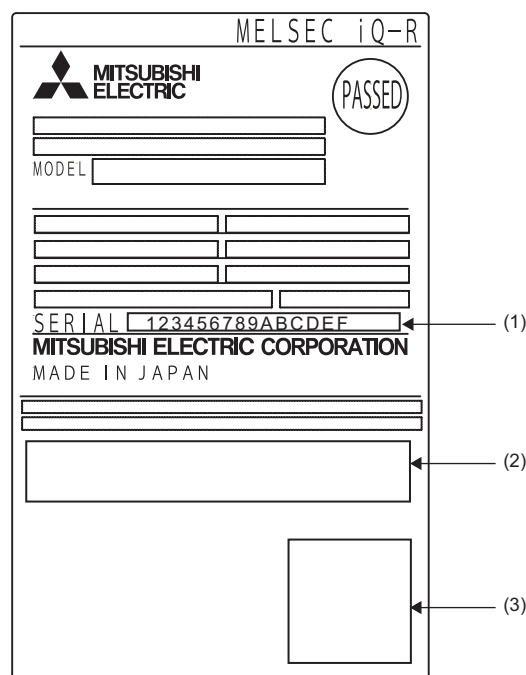 MELSEC iQ-R
MITSUBISHI
ELECTRIC
PASSED
MODEL
SERIAL 123456789ABCDEF
(1)
MITSUBISHI ELECTRIC CORPORATION
MADE IN JAPAN
(2)
(3)